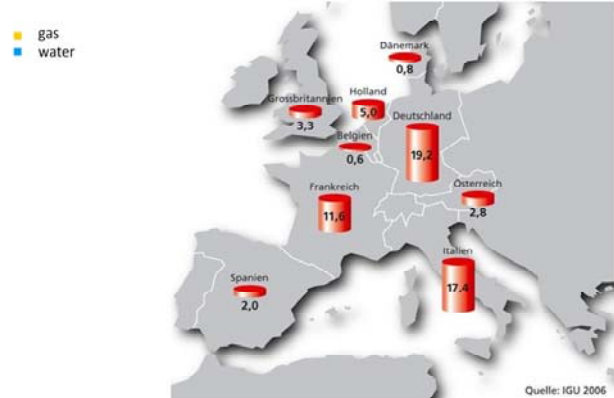 gas
water
Dänemark
0,8
Grossbritannien
3,3
Holland
5,0
Deutschland
19,2
Belgien
0,6
Frankreich
11,6
Österreich
2,8
Italien
17.4
Spanien
2,0
Quelle: IGU 2006